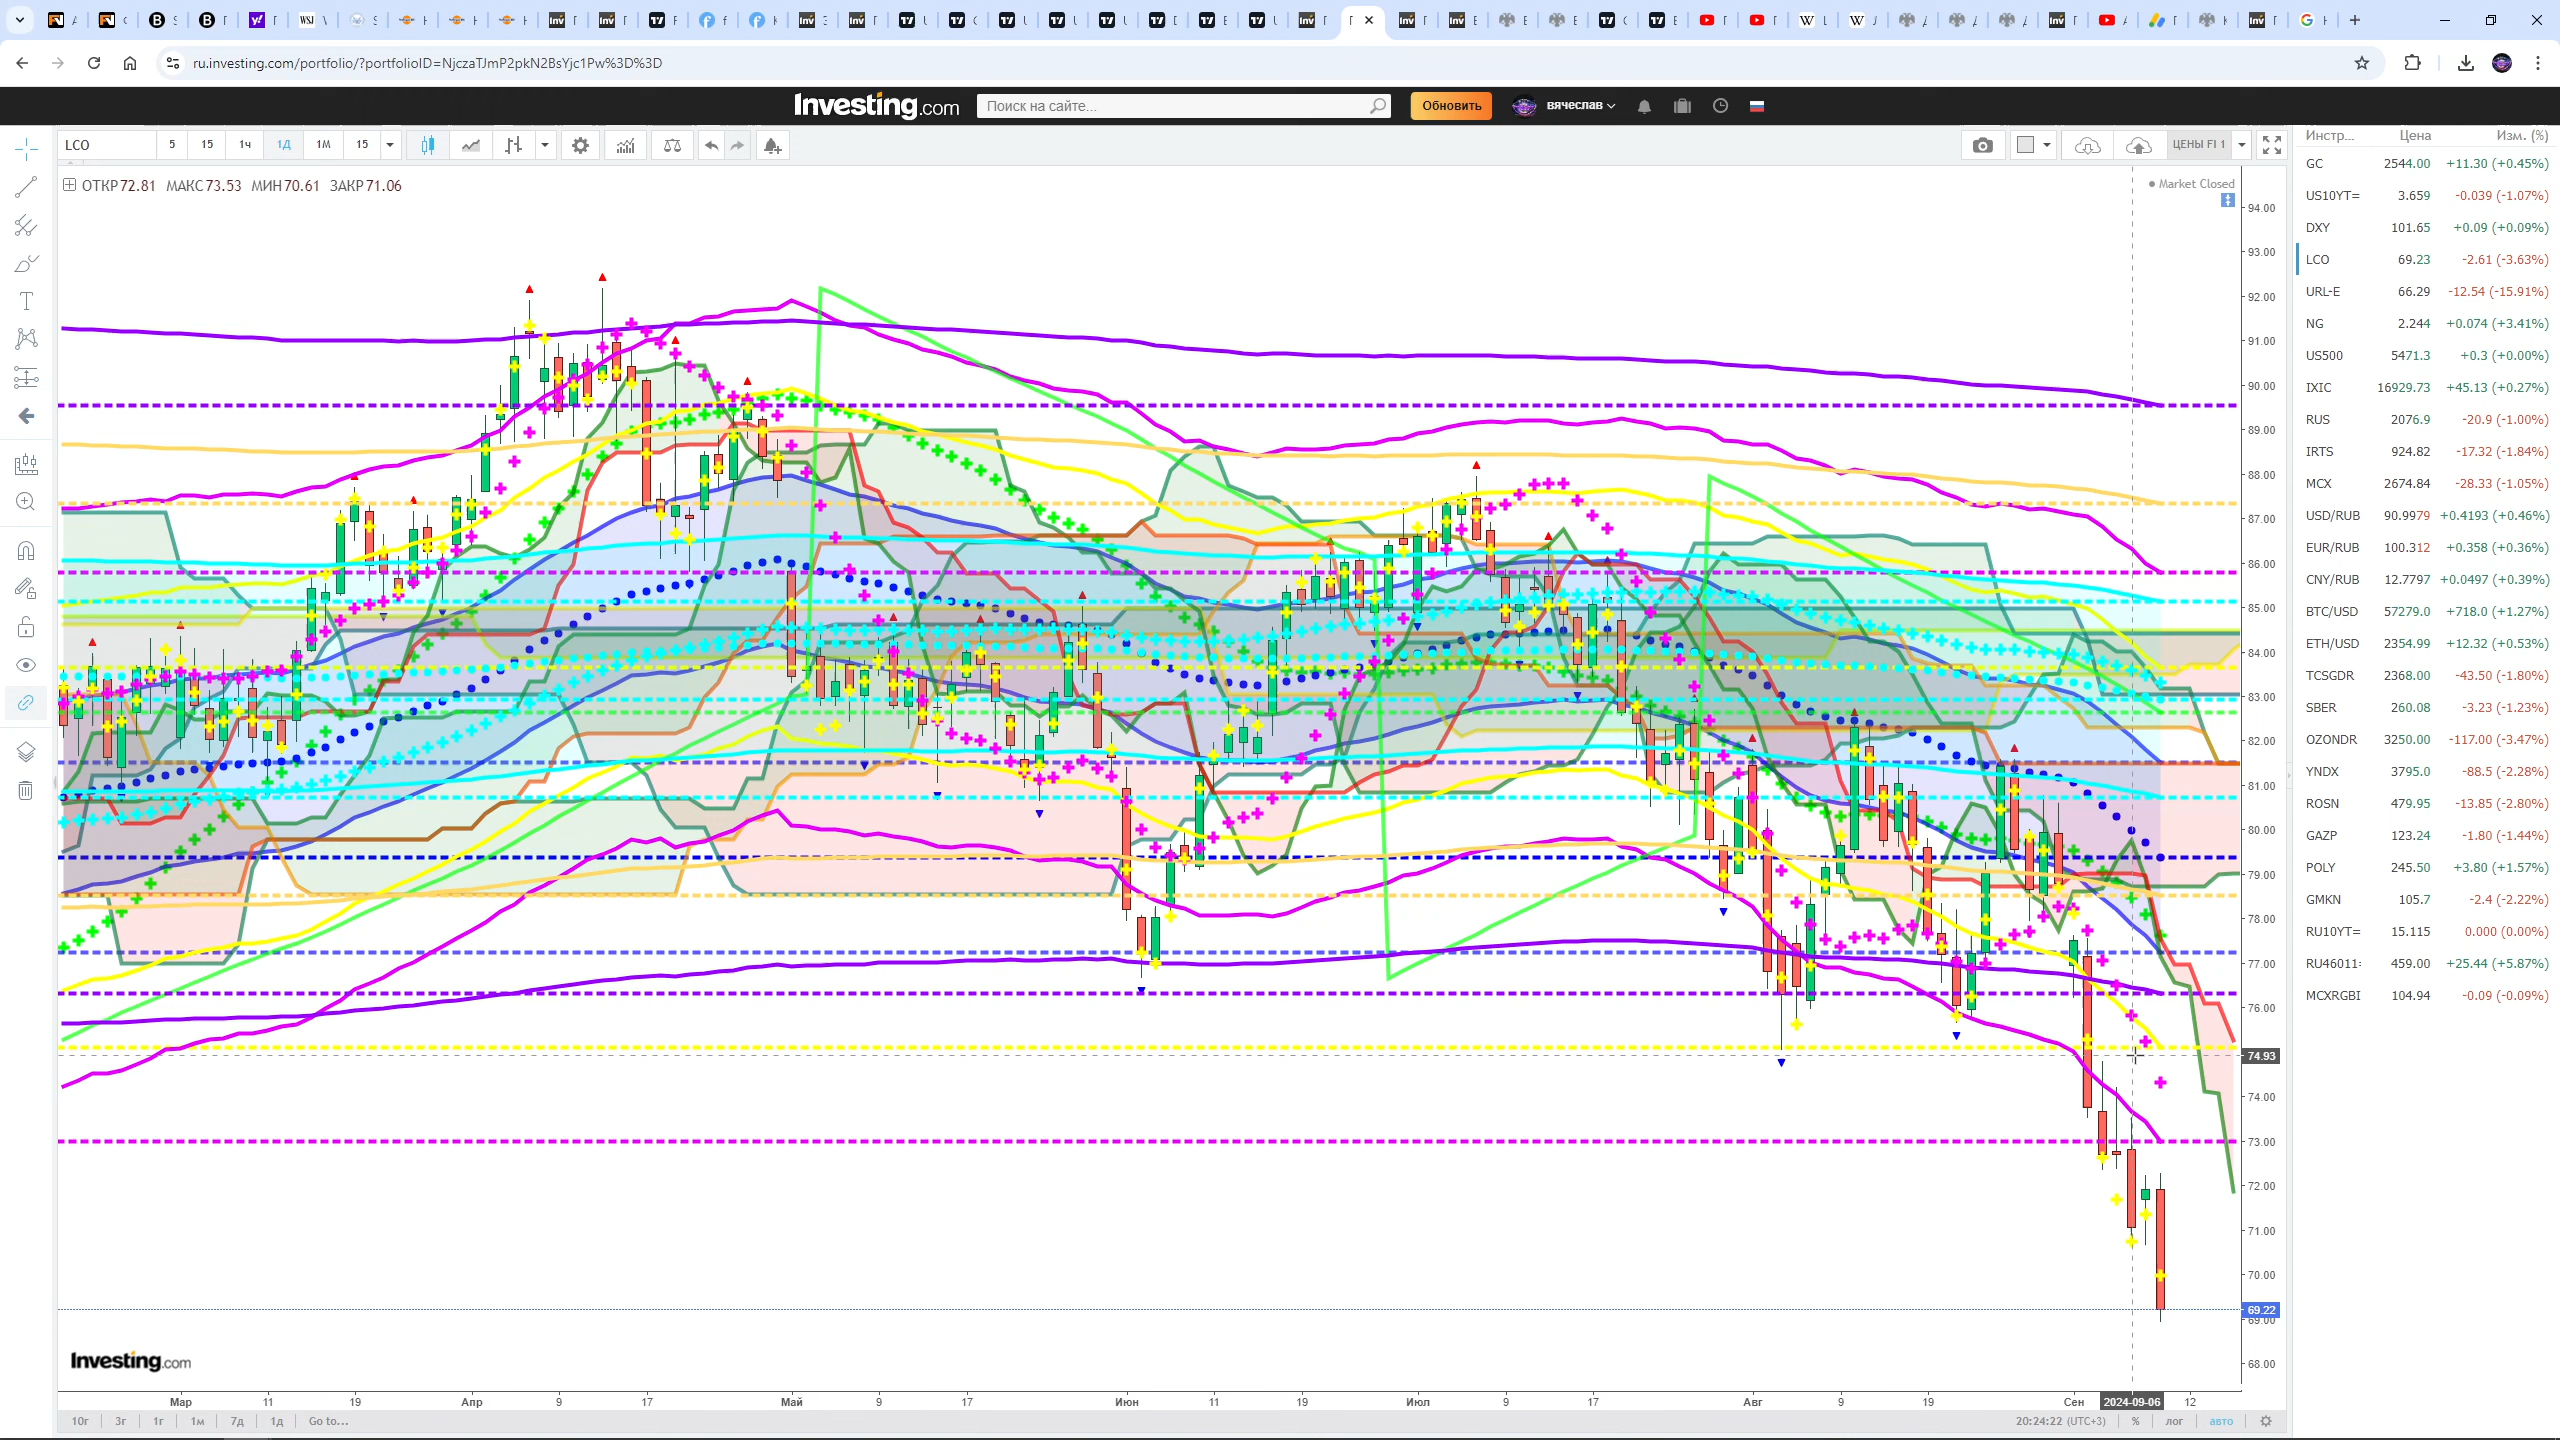 ru.investing.com/portfolio/?portfolioID=NjczaTJmP2pkN2BsYjc1Pw%3D%3D
Investing.com
Поиск на сайте...
Обновить
вячеслав
LCO 5 15 1ч 1Д 1М 15
ЦЕНЫ FI 1
ОТКР72.81 МАКС73.53 МИН70.61 ЗАКР71.06
Market Closed
94.00
93.00
92.00
91.00
90.00
89.00
88.00
87.00
86.00
85.00
84.00
83.00
82.00
81.00
80.00
79.00
78.00
77.00
76.00
74.93
74.00
73.00
72.00
71.00
70.00
69.22
69.00
68.00
Investing.com
Мар 11 19 Апр 9 17 Май 9 17 Июн 11 19 Июл 9 17 Авг 9 19 Сен 2024-09-06 12
10г 3г 1г 1м 7д 1д Go to...
20:24:22 (UTC+3) % лог авто
Инстр... Цена Изм. (%)
GC 2544.00 +11.30 (+0.45%)
US10YT= 3.659 -0.039 (-1.07%)
DXY 101.65 +0.09 (+0.09%)
LCO 69.23 -2.61 (-3.63%)
URL-E 66.29 -12.54 (-15.91%)
NG 2.244 +0.074 (+3.41%)
US500 5471.3 +0.3 (+0.00%)
IXIC 16929.73 +45.13 (+0.27%)
RUS 2076.9 -20.9 (-1.00%)
IRTS 924.82 -17.32 (-1.84%)
MCX 2674.84 -28.33 (-1.05%)
USD/RUB 90.9979 +0.4193 (+0.46%)
EUR/RUB 100.312 +0.358 (+0.36%)
CNY/RUB 12.7797 +0.0497 (+0.39%)
BTC/USD 57279.0 +718.0 (+1.27%)
ETH/USD 2354.99 +12.32 (+0.53%)
TCSGDR 2368.00 -43.50 (-1.80%)
SBER 260.08 -3.23 (-1.23%)
OZONDR 3250.00 -117.00 (-3.47%)
YNDX 3795.0 -88.5 (-2.28%)
ROSN 479.95 -13.85 (-2.80%)
GAZP 123.24 -1.80 (-1.44%)
POLY 245.50 +3.80 (+1.57%)
GMKN 105.7 -2.4 (-2.22%)
RU10YT= 15.115 0.000 (0.00%)
RU46011: 459.00 +25.44 (+5.87%)
MCXRGBI 104.94 -0.09 (-0.09%)